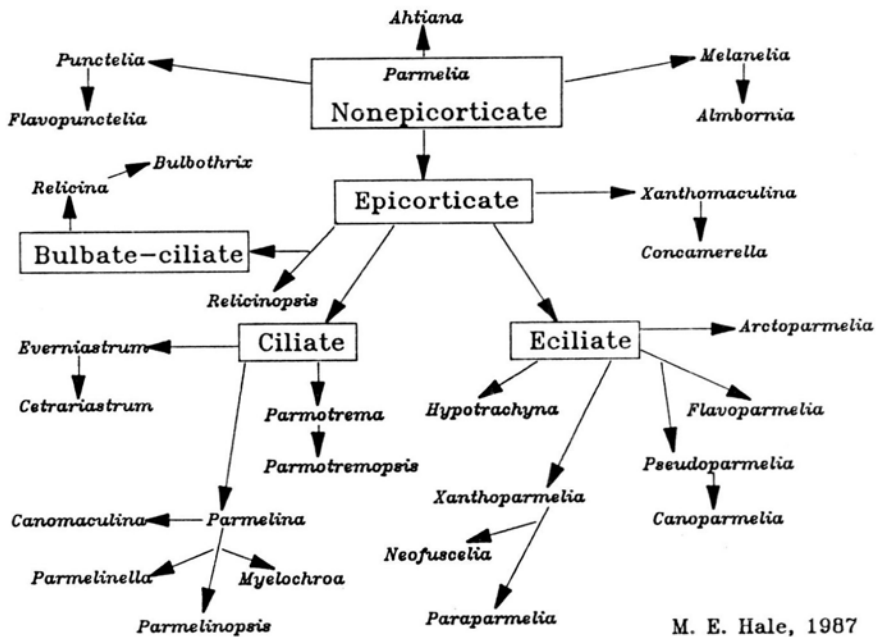 Ahtiana
Punctelia
Parmelia
Melanelia
Nonepicorticate
Flavopunctelia
Almbornia
Bulbothrix
Relicina
Epicorticate
Xanthomaculina
Bulbate-ciliate
Concamerella
Relicinopsis
Everniastrum
Ciliate
Eciliate
Arctoparmelia
Cetrariastrum
Parmotrema
Hypotrachyna
Flavoparmelia
Parmotremopsis
Pseudoparmelia
Xanthoparmelia
Canomaculina
Parmelina
Canoparmelia
Neofuscelia
Parmelinella
Myelochroa
Parmelinopsis
Paraparmelia
M. E. Hale, 1987